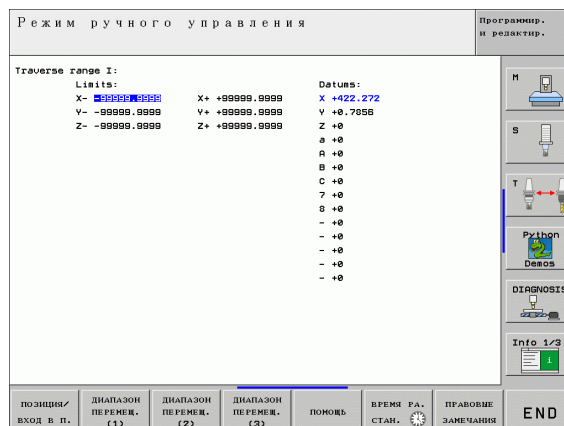 Режим ручного управления
Программир.
и редактир.
Traverse range I:
Limits: Datums:
X- -99999.9999 X+ +99999.9999 X +422.272
Y- -99999.9999 Y+ +99999.9999 Y +0.7856
Z- -99999.9999 Z+ +99999.9999 Z +0
a +0
A +0
B +0
C +0
7 +0
8 +0
- +0
- +0
- +0
- +0
- +0
M
S
T
Python
Demos
DIAGNOSIS
Info 1/3
i
ПОЗИЦИЯ/
ВХОД В П.
ДИАПАЗОН
ПЕРЕМЕЩ.
(1)
ДИАПАЗОН
ПЕРЕМЕЩ.
(2)
ДИАПАЗОН
ПЕРЕМЕЩ.
(3)
ПОМОЩЬ
ВРЕМЯ РА.
СТАН.
ПРАВОВЫЕ
ЗАМЕЧАНИЯ
END